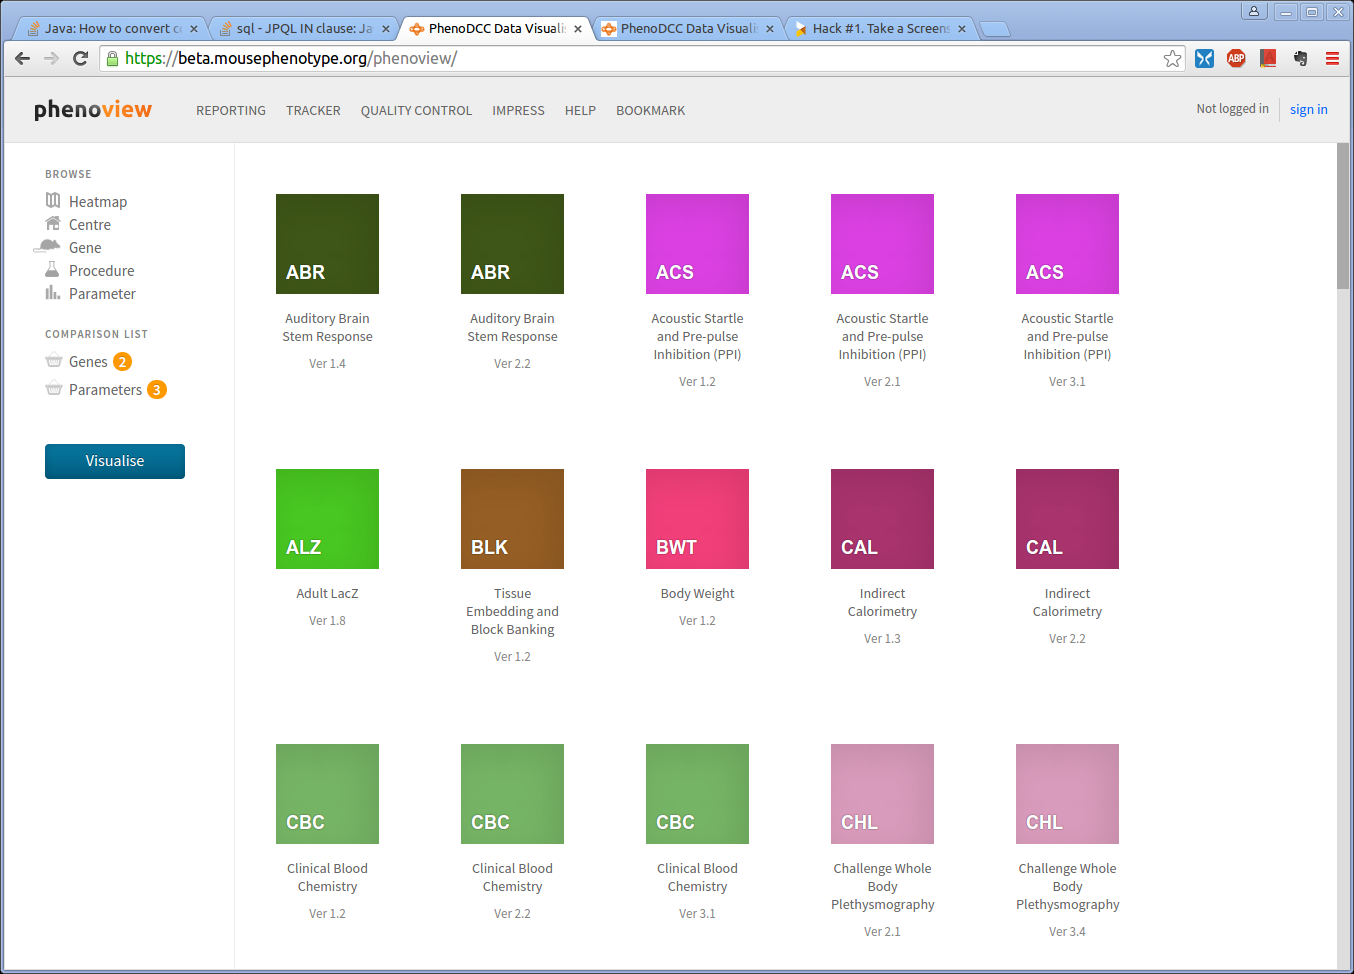 Java: How to convert c
sql - JPQL IN clause: Ja
PhenoDCC Data Visualis
PhenoDCC Data Visualis
Hack #1. Take a Screens
https://beta.mousephenotype.org/phenoview/
ABP
phenoview
REPORTING
TRACKER
QUALITY CONTROL
IMPRESS
HELP
BOOKMARK
Not logged in
sign in
BROWSE
Heatmap
Centre
Gene
Procedure
Parameter
COMPARISON LIST
Genes 2
Parameters 3
Visualise
ABR
Auditory Brain
Stem Response
Ver 1.4
ABR
Auditory Brain
Stem Response
Ver 2.2
ACS
Acoustic Startle
and Pre-pulse
Inhibition (PPI)
Ver 1.2
ACS
Acoustic Startle
and Pre-pulse
Inhibition (PPI)
Ver 2.1
ACS
Acoustic Startle
and Pre-pulse
Inhibition (PPI)
Ver 3.1
ALZ
Adult LacZ
Ver 1.8
BLK
Tissue
Embedding and
Block Banking
Ver 1.2
BWT
Body Weight
Ver 1.2
CAL
Indirect
Calorimetry
Ver 1.3
CAL
Indirect
Calorimetry
Ver 2.2
CBC
Clinical Blood
Chemistry
Ver 1.2
CBC
Clinical Blood
Chemistry
Ver 2.2
CBC
Clinical Blood
Chemistry
Ver 3.1
CHL
Challenge Whole
Body
Plethysmography
Ver 2.1
CHL
Challenge Whole
Body
Plethysmography
Ver 3.4